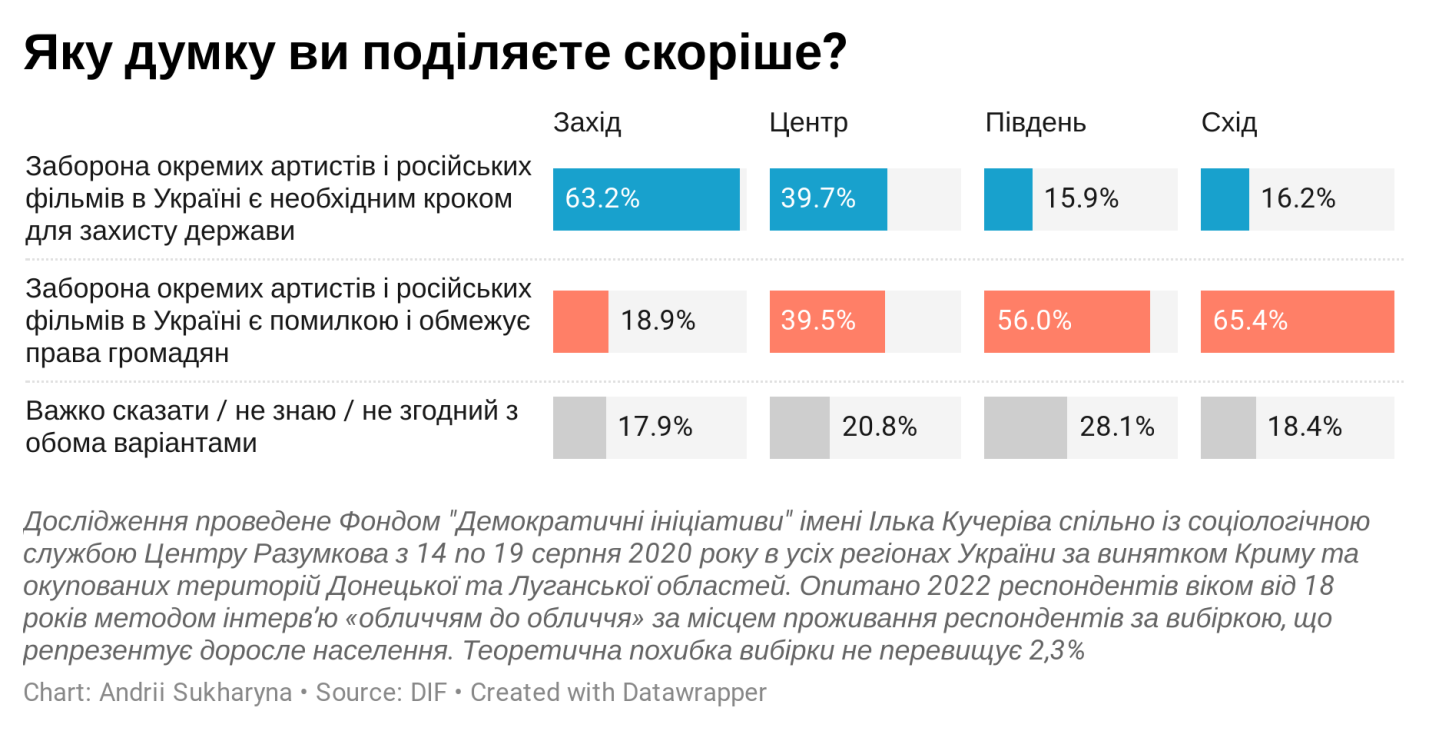 Яку думку ви поділяєте скоріше?
Захід Центр Південь Схід
Заборона окремих артистів і російських
фільмів в Україні є необхідним кроком
для захисту держави
63.2% 39.7% 15.9% 16.2%
Заборона окремих артистів і російських
фільмів в Україні є помилкою і обмежує
права громадян
18.9% 39.5% 56.0% 65.4%
Важко сказати / не знаю / не згодний з
обома варіантами
17.9% 20.8% 28.1% 18.4%
Дослідження проведене Фондом "Демократичні ініціативи" імені Ілька Кучеріва спільно із соціологічною
службою Центру Разумкова з 14 по 19 серпня 2020 року в усіх регіонах України за винятком Криму та
окупованих територій Донецької та Луганської областей. Опитано 2022 респондентів віком від 18
років методом інтерв’ю «обличчям до обличчя» за місцем проживання респондентів за вибіркою, що
репрезентує доросле населення. Теоретична похибка вибірки не перевищує 2,3%
Chart: Andrii Sukharyna • Source: DIF • Created with Datawrapper